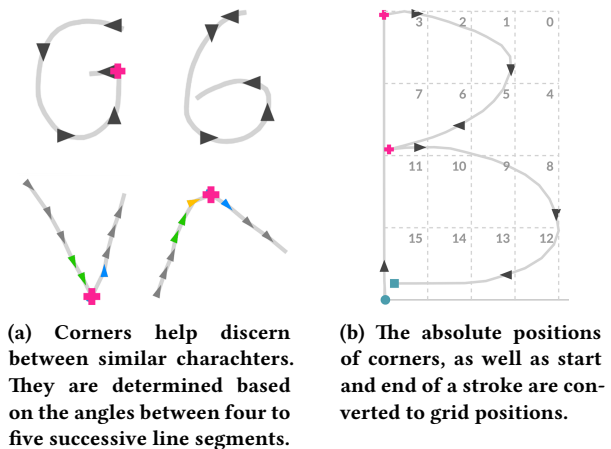 3 2 1 0
7 6 5 4
11 10 9 8
15 14 13 12
(a) Corners help discern
between similar charachters.
They are determined based
on the angles between four to
five successive line segments.
(b) The absolute positions
of corners, as well as start
and end of a stroke are con-
verted to grid positions.